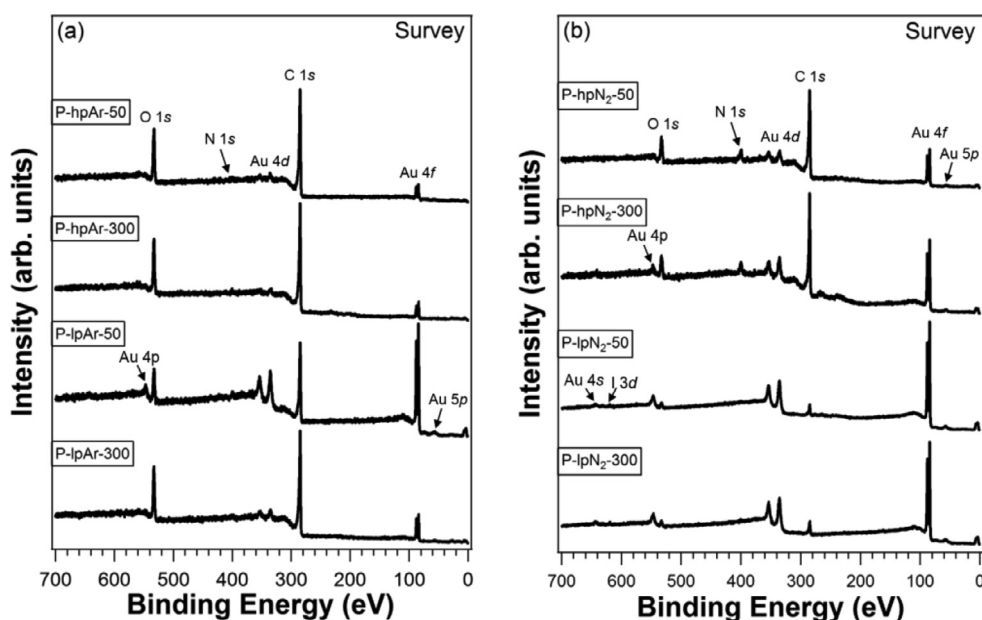 (a)
Survey
C 1s
P-hpAr-50
O 1s
N 1s
Au 4d
Au 4f
P-hpAr-300
P-lpAr-50
Au 4p
Au 5p
P-lpAr-300
700
600
500
400
300
200
100
0
Binding Energy (eV)
Intensity (arb. units)
(b)
Survey
C 1s
P-hpN₂-50
O 1s
N 1s
Au 4d
Au 4f
Au 5p
P-hpN₂-300
Au 4p
P-lpN₂-50
Au 4s
I 3d
P-lpN₂-300
700
600
500
400
300
200
100
0
Binding Energy (eV)
Intensity (arb. units)